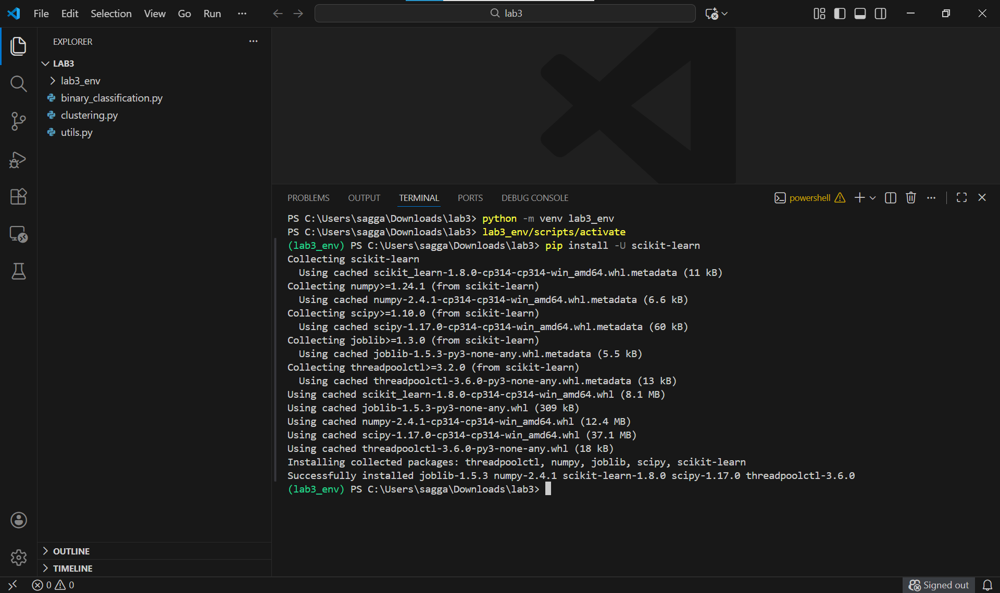 File Edit Selection View Go Run ··· lab3
EXPLORER ···
LAB3
lab3_env
binary_classification.py
clustering.py
utils.py
OUTLINE
TIMELINE
PROBLEMS OUTPUT TERMINAL PORTS DEBUG CONSOLE powershell
PS C:\Users\sagga\Downloads\lab3> python -m venv lab3_env
PS C:\Users\sagga\Downloads\lab3> lab3_env/scripts/activate
(lab3_env) PS C:\Users\sagga\Downloads\lab3> pip install -U scikit-learn
Collecting scikit-learn
  Using cached scikit_learn-1.8.0-cp314-cp314-win_amd64.whl.metadata (11 kB)
Collecting numpy>=1.24.1 (from scikit-learn)
  Using cached numpy-2.4.1-cp314-cp314-win_amd64.whl.metadata (6.6 kB)
Collecting scipy>=1.10.0 (from scikit-learn)
  Using cached scipy-1.17.0-cp314-cp314-win_amd64.whl.metadata (60 kB)
Collecting joblib>=1.3.0 (from scikit-learn)
  Using cached joblib-1.5.3-py3-none-any.whl.metadata (5.5 kB)
Collecting threadpoolctl>=3.2.0 (from scikit-learn)
  Using cached threadpoolctl-3.6.0-py3-none-any.whl.metadata (13 kB)
Using cached scikit_learn-1.8.0-cp314-cp314-win_amd64.whl (8.1 MB)
Using cached joblib-1.5.3-py3-none-any.whl (309 kB)
Using cached numpy-2.4.1-cp314-cp314-win_amd64.whl (12.4 MB)
Using cached scipy-1.17.0-cp314-cp314-win_amd64.whl (37.1 MB)
Using cached threadpoolctl-3.6.0-py3-none-any.whl (18 kB)
Installing collected packages: threadpoolctl, numpy, joblib, scipy, scikit-learn
Successfully installed joblib-1.5.3 numpy-2.4.1 scikit-learn-1.8.0 scipy-1.17.0 threadpoolctl-3.6.0
(lab3_env) PS C:\Users\sagga\Downloads\lab3>
0 0 Signed out